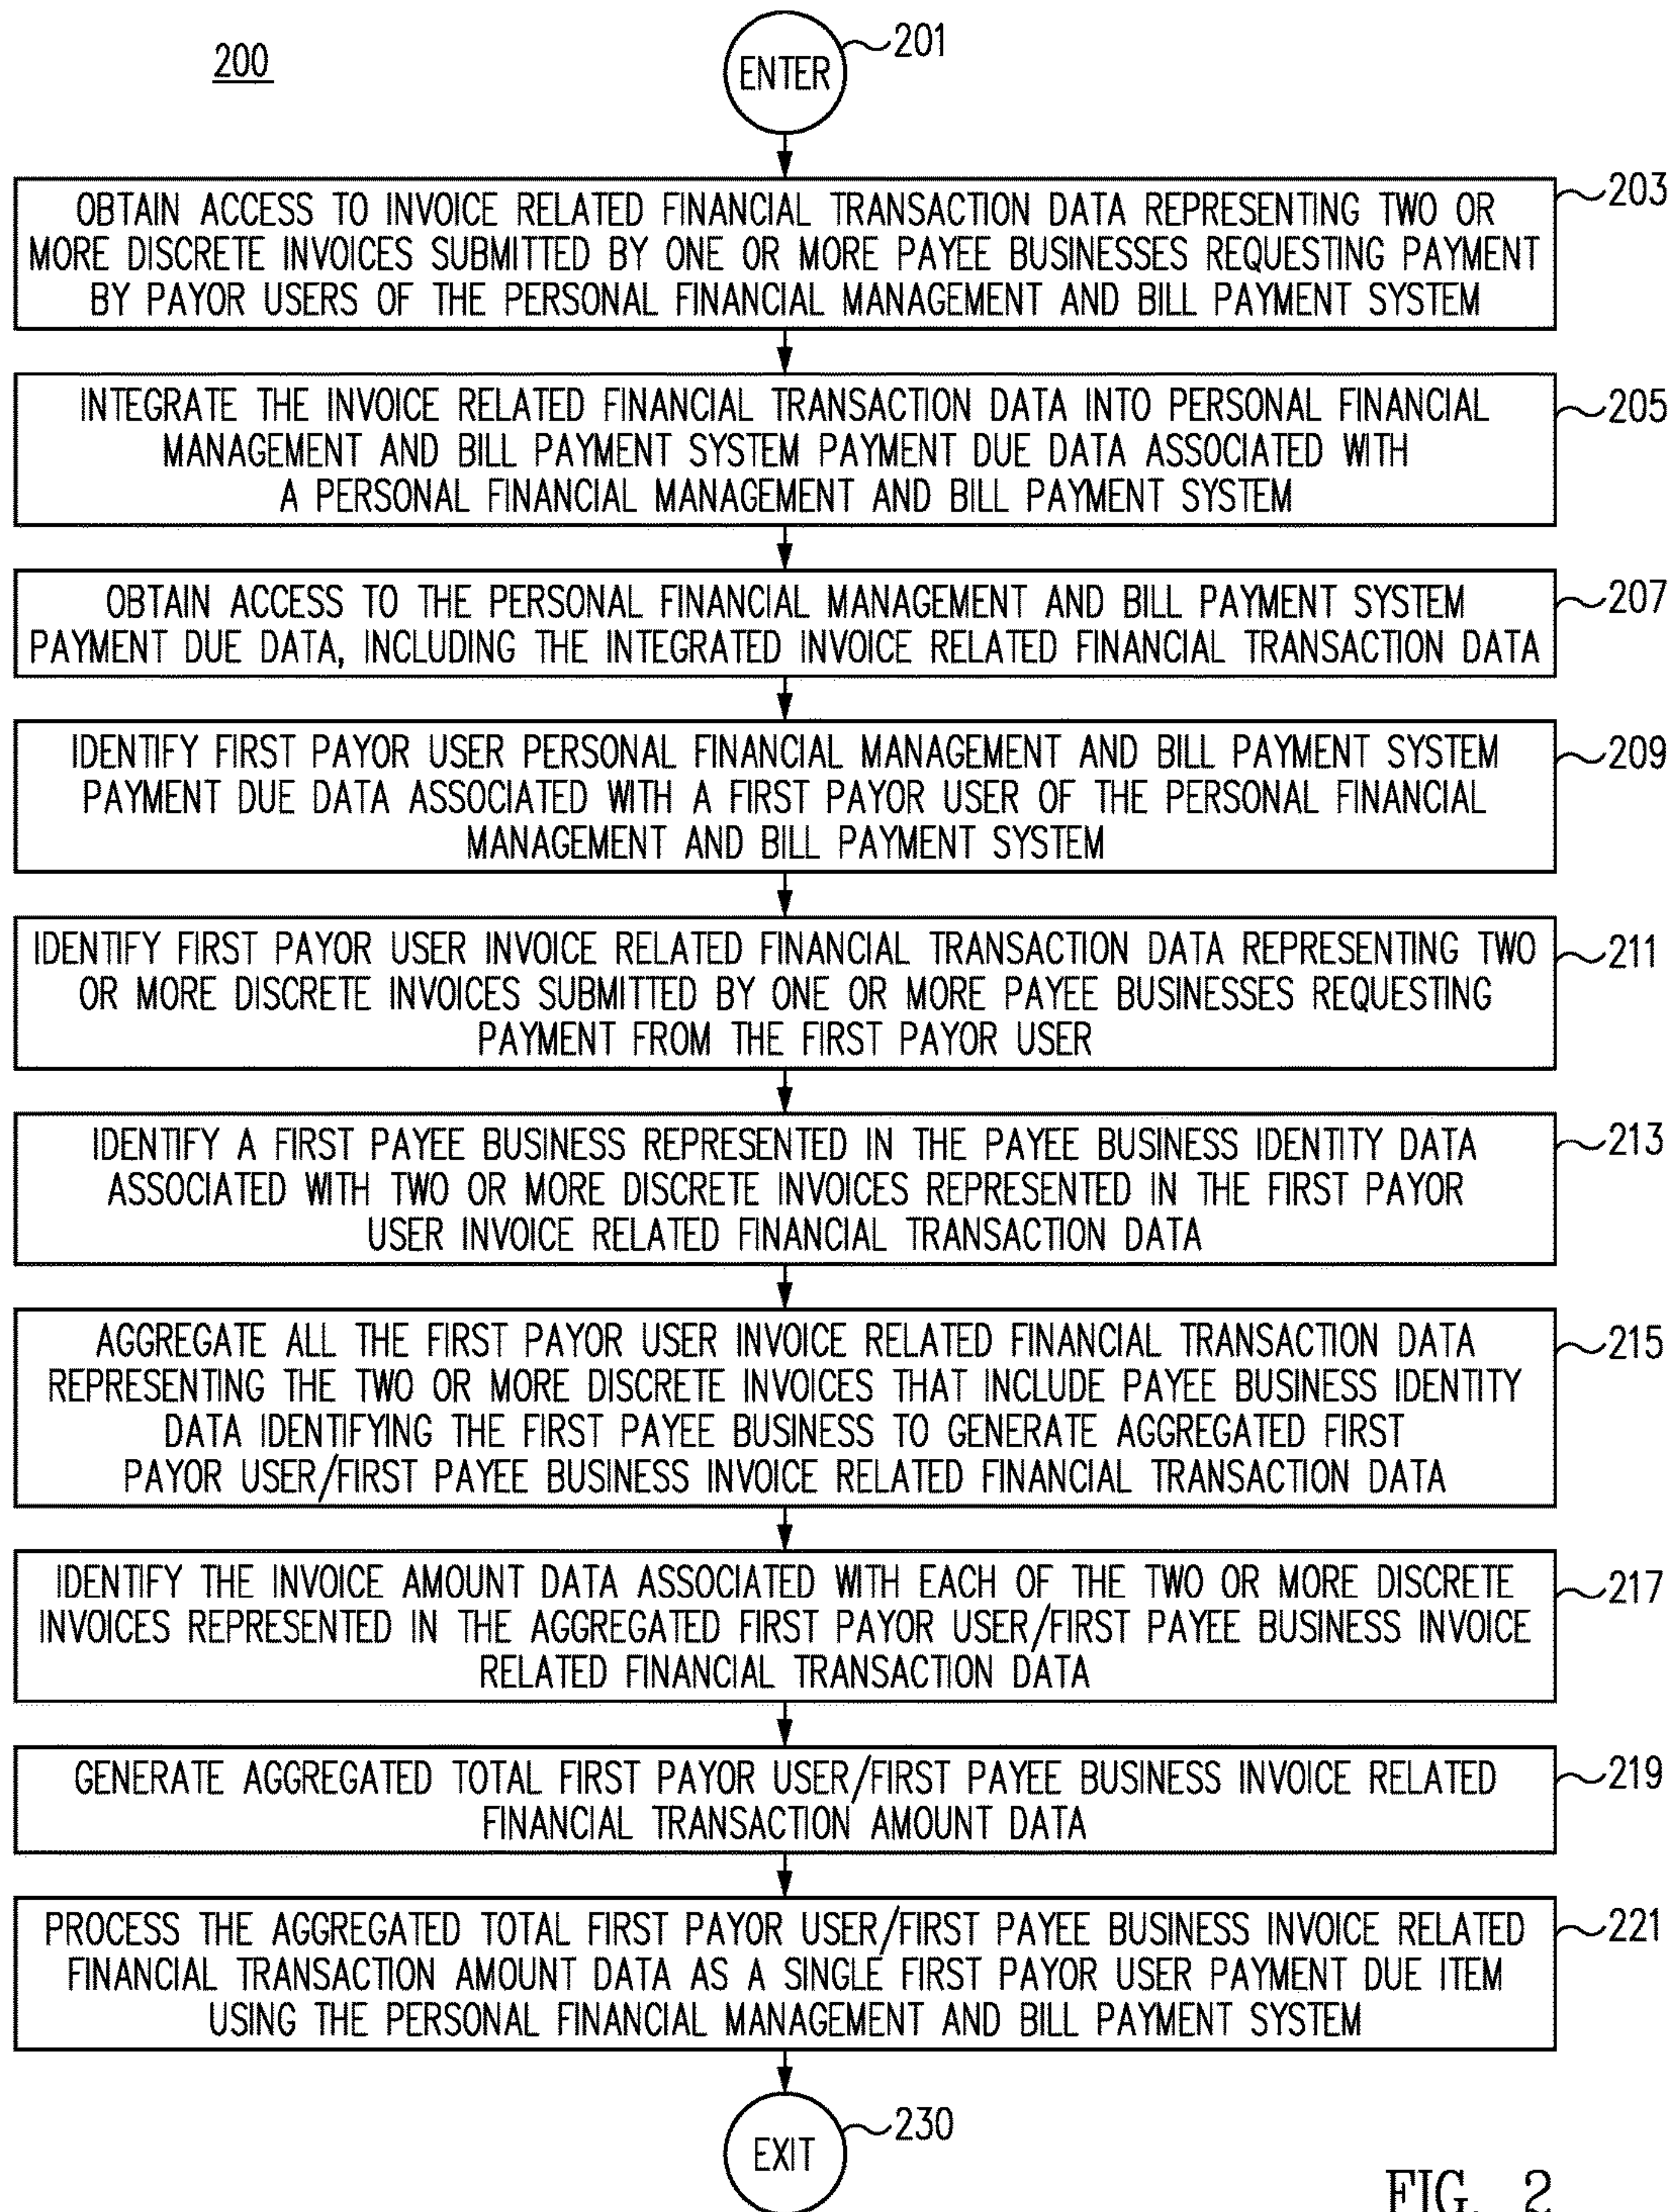 200
ENTER
201
OBTAIN ACCESS TO INVOICE RELATED FINANCIAL TRANSACTION DATA REPRESENTING TWO OR
MORE DISCRETE INVOICES SUBMITTED BY ONE OR MORE PAYEE BUSINESSES REQUESTING PAYMENT
BY PAYOR USERS OF THE PERSONAL FINANCIAL MANAGEMENT AND BILL PAYMENT SYSTEM
203
INTEGRATE THE INVOICE RELATED FINANCIAL TRANSACTION DATA INTO PERSONAL FINANCIAL
MANAGEMENT AND BILL PAYMENT SYSTEM PAYMENT DUE DATA ASSOCIATED WITH
A PERSONAL FINANCIAL MANAGEMENT AND BILL PAYMENT SYSTEM
205
OBTAIN ACCESS TO THE PERSONAL FINANCIAL MANAGEMENT AND BILL PAYMENT SYSTEM
PAYMENT DUE DATA, INCLUDING THE INTEGRATED INVOICE RELATED FINANCIAL TRANSACTION DATA
207
IDENTIFY FIRST PAYOR USER PERSONAL FINANCIAL MANAGEMENT AND BILL PAYMENT SYSTEM
PAYMENT DUE DATA ASSOCIATED WITH A FIRST PAYOR USER OF THE PERSONAL FINANCIAL
MANAGEMENT AND BILL PAYMENT SYSTEM
209
IDENTIFY FIRST PAYOR USER INVOICE RELATED FINANCIAL TRANSACTION DATA REPRESENTING TWO
OR MORE DISCRETE INVOICES SUBMITTED BY ONE OR MORE PAYEE BUSINESSES REQUESTING
PAYMENT FROM THE FIRST PAYOR USER
211
IDENTIFY A FIRST PAYEE BUSINESS REPRESENTED IN THE PAYEE BUSINESS IDENTITY DATA
ASSOCIATED WITH TWO OR MORE DISCRETE INVOICES REPRESENTED IN THE FIRST PAYOR
USER INVOICE RELATED FINANCIAL TRANSACTION DATA
213
AGGREGATE ALL THE FIRST PAYOR USER INVOICE RELATED FINANCIAL TRANSACTION DATA
REPRESENTING THE TWO OR MORE DISCRETE INVOICES THAT INCLUDE PAYEE BUSINESS IDENTITY
DATA IDENTIFYING THE FIRST PAYEE BUSINESS TO GENERATE AGGREGATED FIRST
PAYOR USER/FIRST PAYEE BUSINESS INVOICE RELATED FINANCIAL TRANSACTION DATA
215
IDENTIFY THE INVOICE AMOUNT DATA ASSOCIATED WITH EACH OF THE TWO OR MORE DISCRETE
INVOICES REPRESENTED IN THE AGGREGATED FIRST PAYOR USER/FIRST PAYEE BUSINESS INVOICE
RELATED FINANCIAL TRANSACTION DATA
217
GENERATE AGGREGATED TOTAL FIRST PAYOR USER/FIRST PAYEE BUSINESS INVOICE RELATED
FINANCIAL TRANSACTION AMOUNT DATA
219
PROCESS THE AGGREGATED TOTAL FIRST PAYOR USER/FIRST PAYEE BUSINESS INVOICE RELATED
FINANCIAL TRANSACTION AMOUNT DATA AS A SINGLE FIRST PAYOR USER PAYMENT DUE ITEM
USING THE PERSONAL FINANCIAL MANAGEMENT AND BILL PAYMENT SYSTEM
221
EXIT
230
FIG. 2